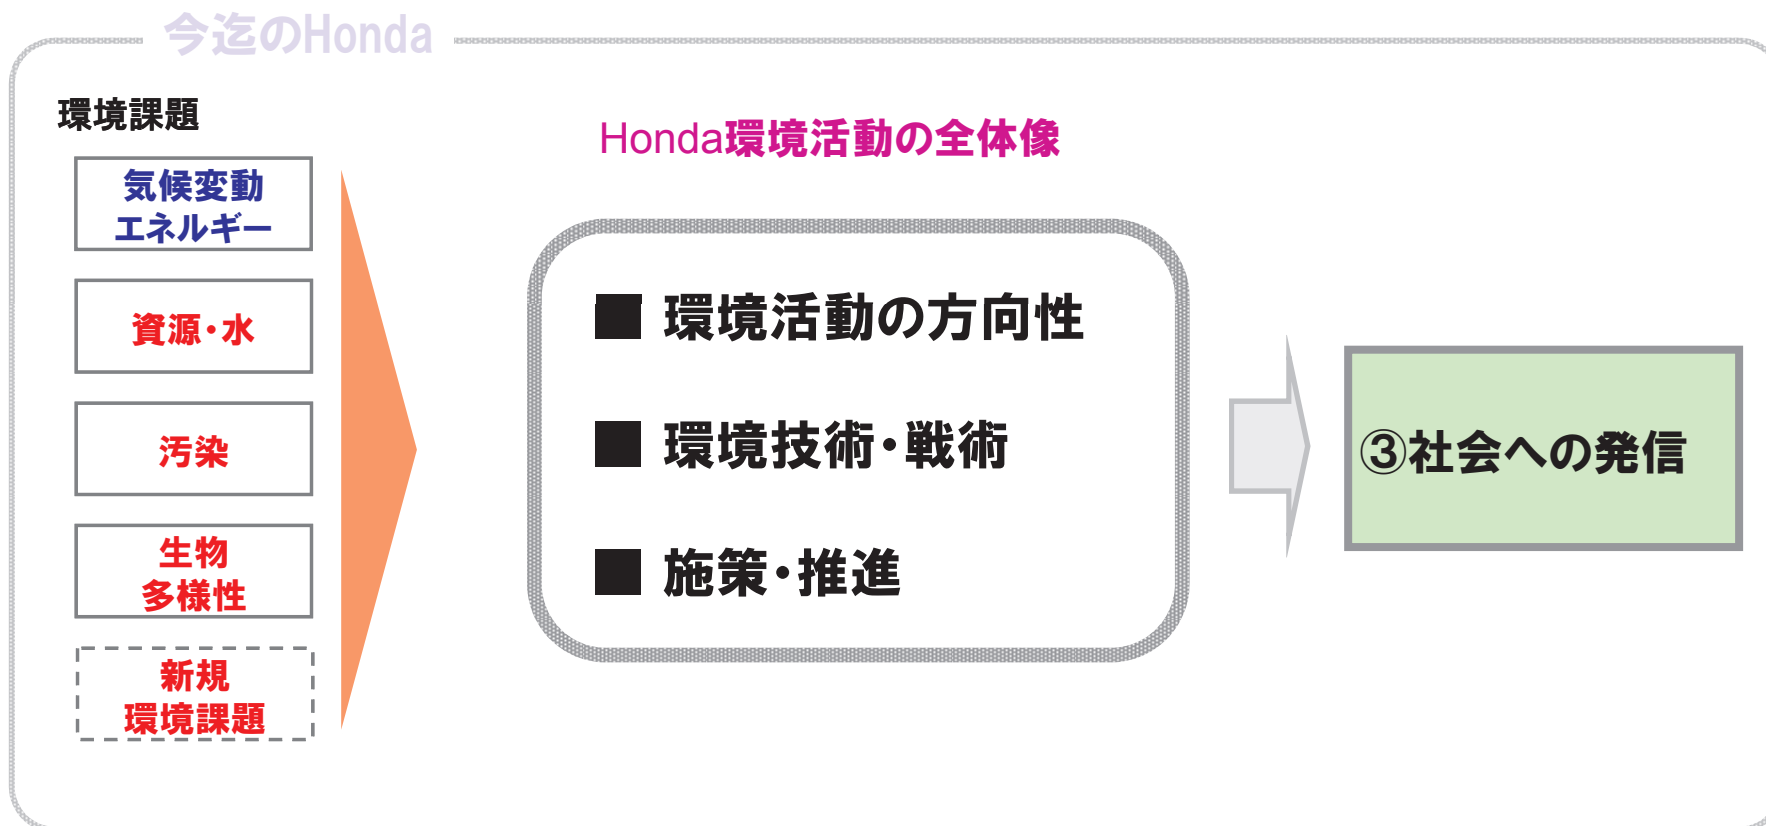 今迄のHonda
環境課題
気候変動
エネルギー
資源・水
汚染
生物
多様性
新規
環境課題
Honda環境活動の全体像
■ 環境活動の方向性
■ 環境技術・戦術
■ 施策・推進
③社会への発信